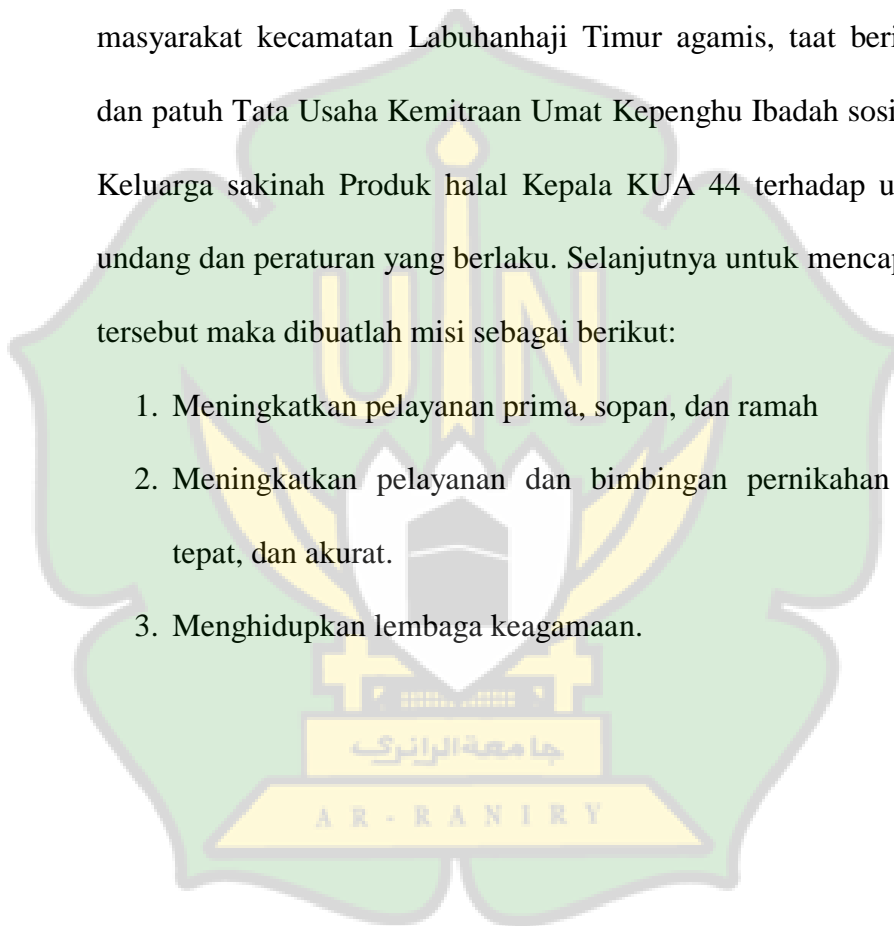 masyarakat kecamatan Labuhanhaji Timur agamis, taat beri
dan patuh Tata Usaha Kemitraan Umat Kepenghu Ibadah sosi
Keluarga sakinah Produk halal Kepala KUA 44 terhadap u
undang dan peraturan yang berlaku. Selanjutnya untuk mencap
tersebut maka dibuatlah misi sebagai berikut:
UIN
1. Meningkatkan pelayanan prima, sopan, dan ramah
2. Meningkatkan pelayanan dan bimbingan pernikahan
tepat, dan akurat.
3. Menghidupkan lembaga keagamaan.
جامعة الرانري
AR-RANIRY